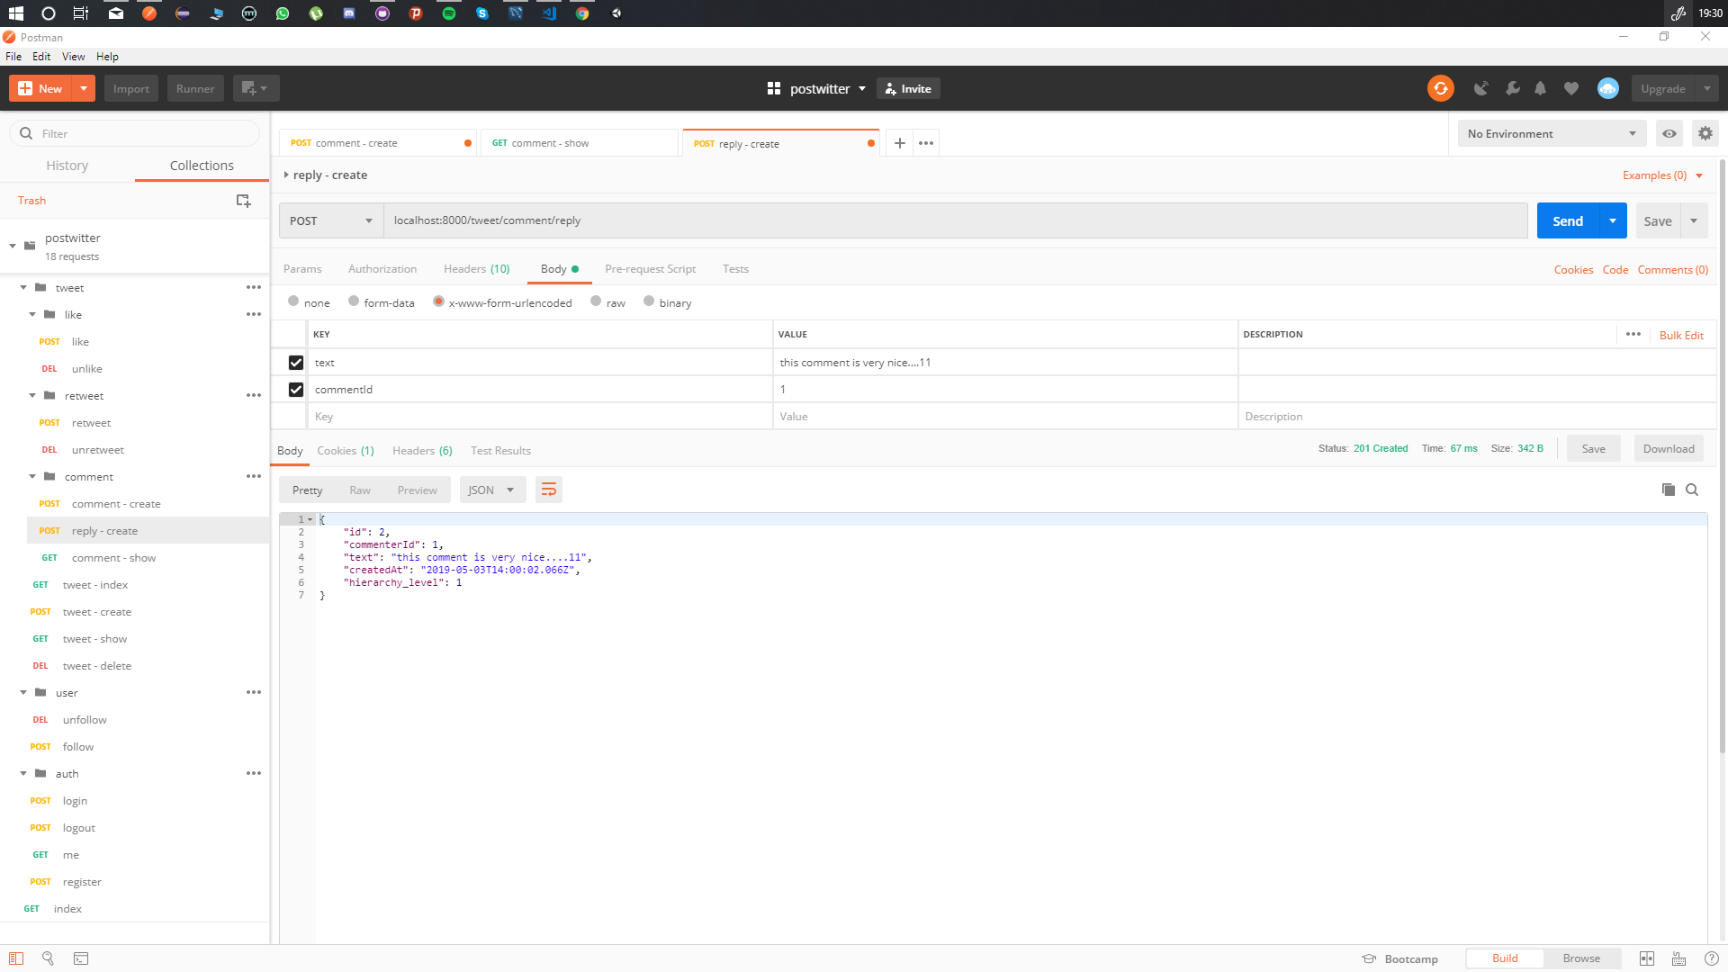 19:30
Postman
File Edit View Help
New Import Runner postwitter Invite Upgrade
Filter
History Collections
Trash
postwitter
18 requests
tweet
like
POST like
DEL unlike
retweet
POST retweet
DEL unretweet
comment
POST comment - create
POST reply - create
GET comment - show
GET tweet - index
POST tweet - create
GET tweet - show
DEL tweet - delete
user
DEL unfollow
POST follow
auth
POST login
POST logout
GET me
POST register
GET index
POST comment - create GET comment - show POST reply - create No Environment
reply - create Examples (0)
POST localhost:8000/tweet/comment/reply Send Save
Params Authorization Headers (10) Body Pre-request Script Tests Cookies Code Comments (0)
none form-data x-www-form-urlencoded raw binary
KEY VALUE DESCRIPTION Bulk Edit
text this comment is very nice....11
commentId 1
Key Value Description
Body Cookies (1) Headers (6) Test Results Status: 201 Created Time: 67 ms Size: 342 B Save Download
Pretty Raw Preview JSON
1 {
2 "id": 2,
3 "commenterId": 1,
4 "text": "this comment is very nice....11",
5 "createdAt": "2019-05-03T14:00:02.066Z",
6 "hierarchy_level": 1
7 }
Bootcamp Build Browse